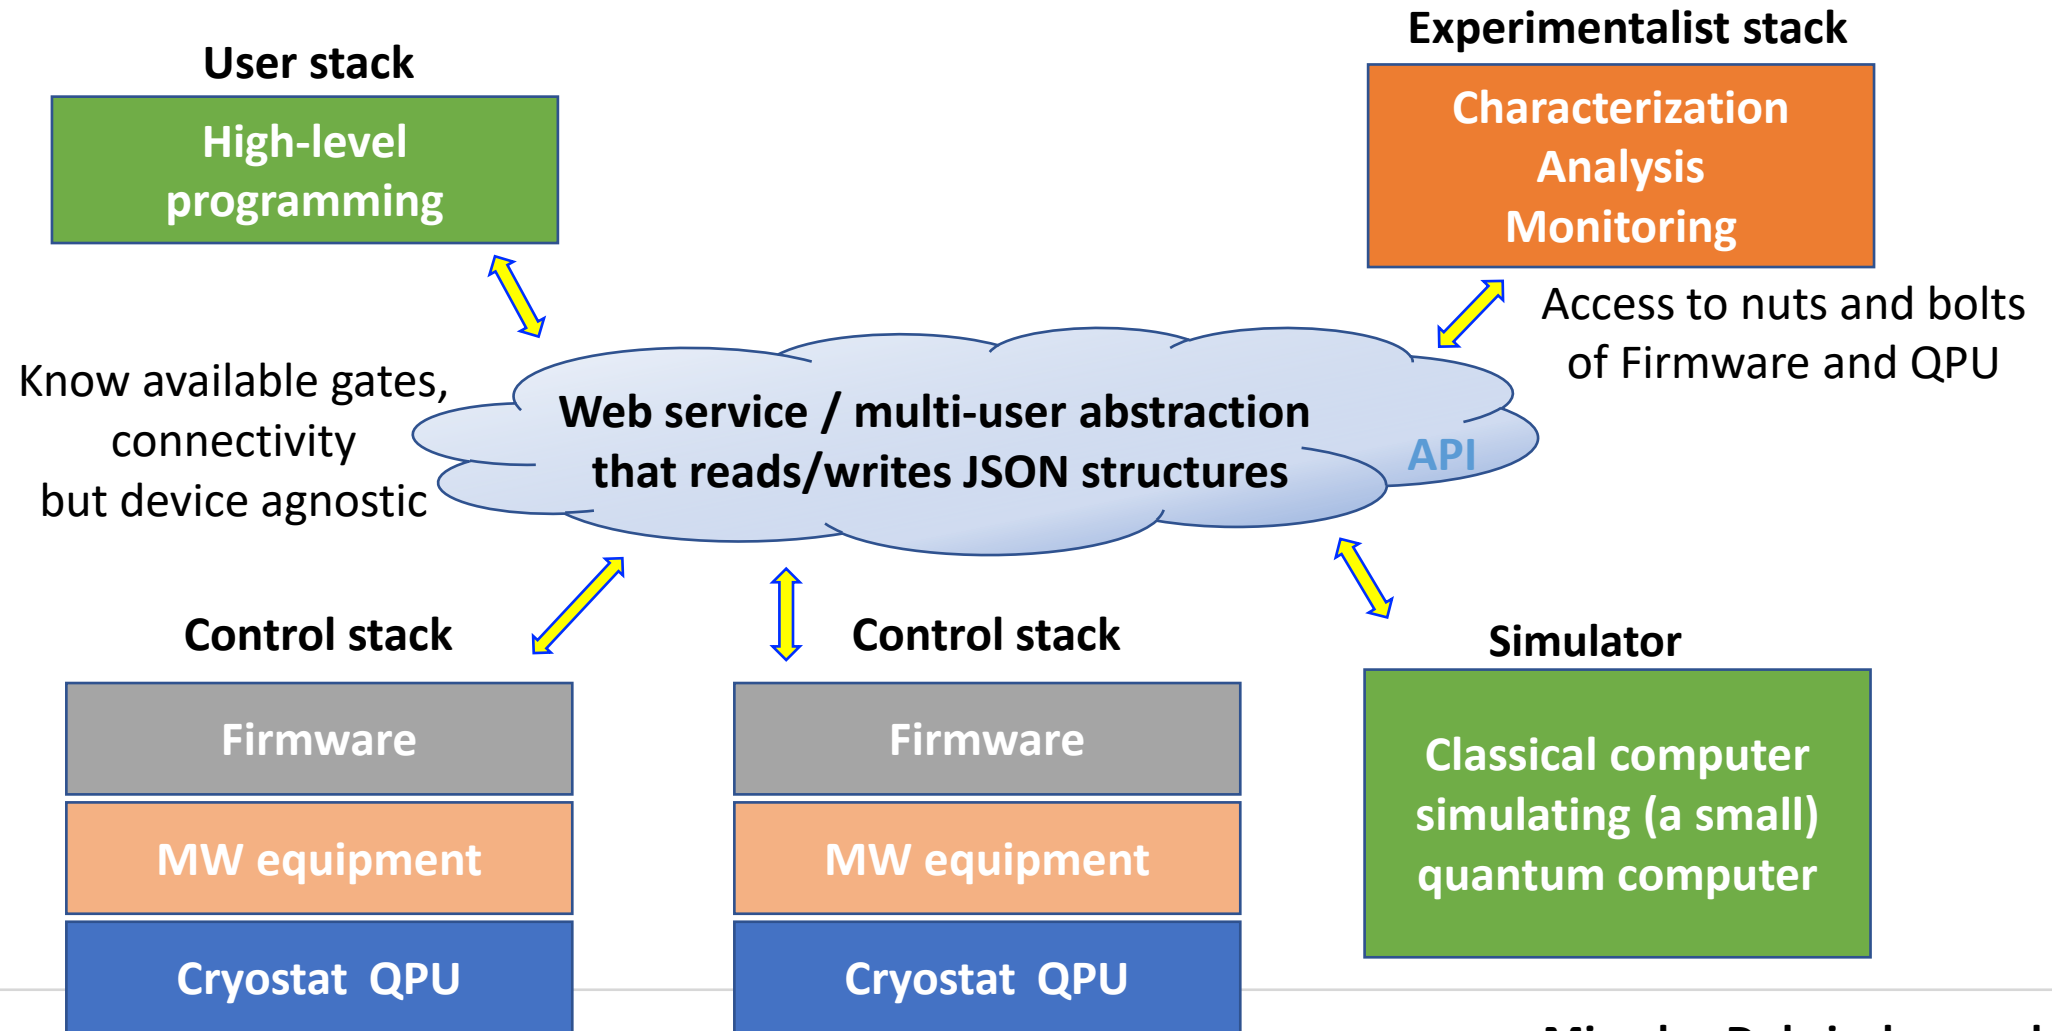 Experimentalist stack
User stack
High-level
programming
Characterization
Analysis
Monitoring
Access to nuts and bolts
of Firmware and QPU
Know available gates,
connectivity
but device agnostic
Web service / multi-user abstraction
that reads/writes JSON structures
API
Control stack
Firmware
MW equipment
Cryostat QPU
Control stack
Firmware
MW equipment
Cryostat QPU
Simulator
Classical computer
simulating (a small)
quantum computer